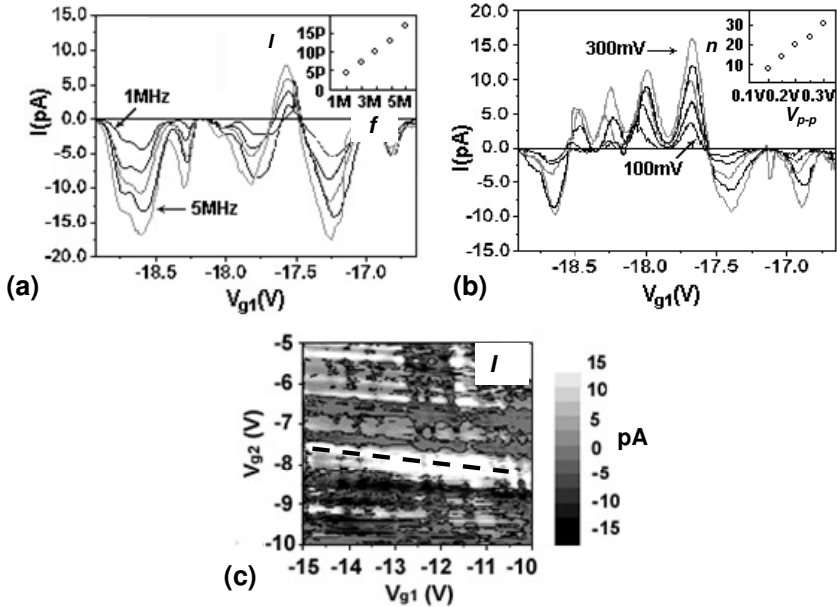 15.0
10.0
5.0
0.0
-5.0
-10.0
-15.0
-20.0
I(pA)
1MHz
5MHz
I
15P
10P
5p
0p
1M 3M 5M
f
-18.5 -18.0 -17.5 -17.0
Vg1(V)
(a)
20.0
15.0
10.0
5.0
0.0
-5.0
-10.0
15.0
I(pA)
300mV
100mV
n
30
20
10
0.1V 0.2V 0.3V
Vp-p
-18.5 -18.0 -17.5 -17.0
Vg1(V)
(b)
-5
-6
-7
-8
-9
-10
Vg2 (V)
I
-15 -14 -13 -12 -11 -10
Vg1 (V)
15
10
5
0
-5
-10
-15
pA
(c)